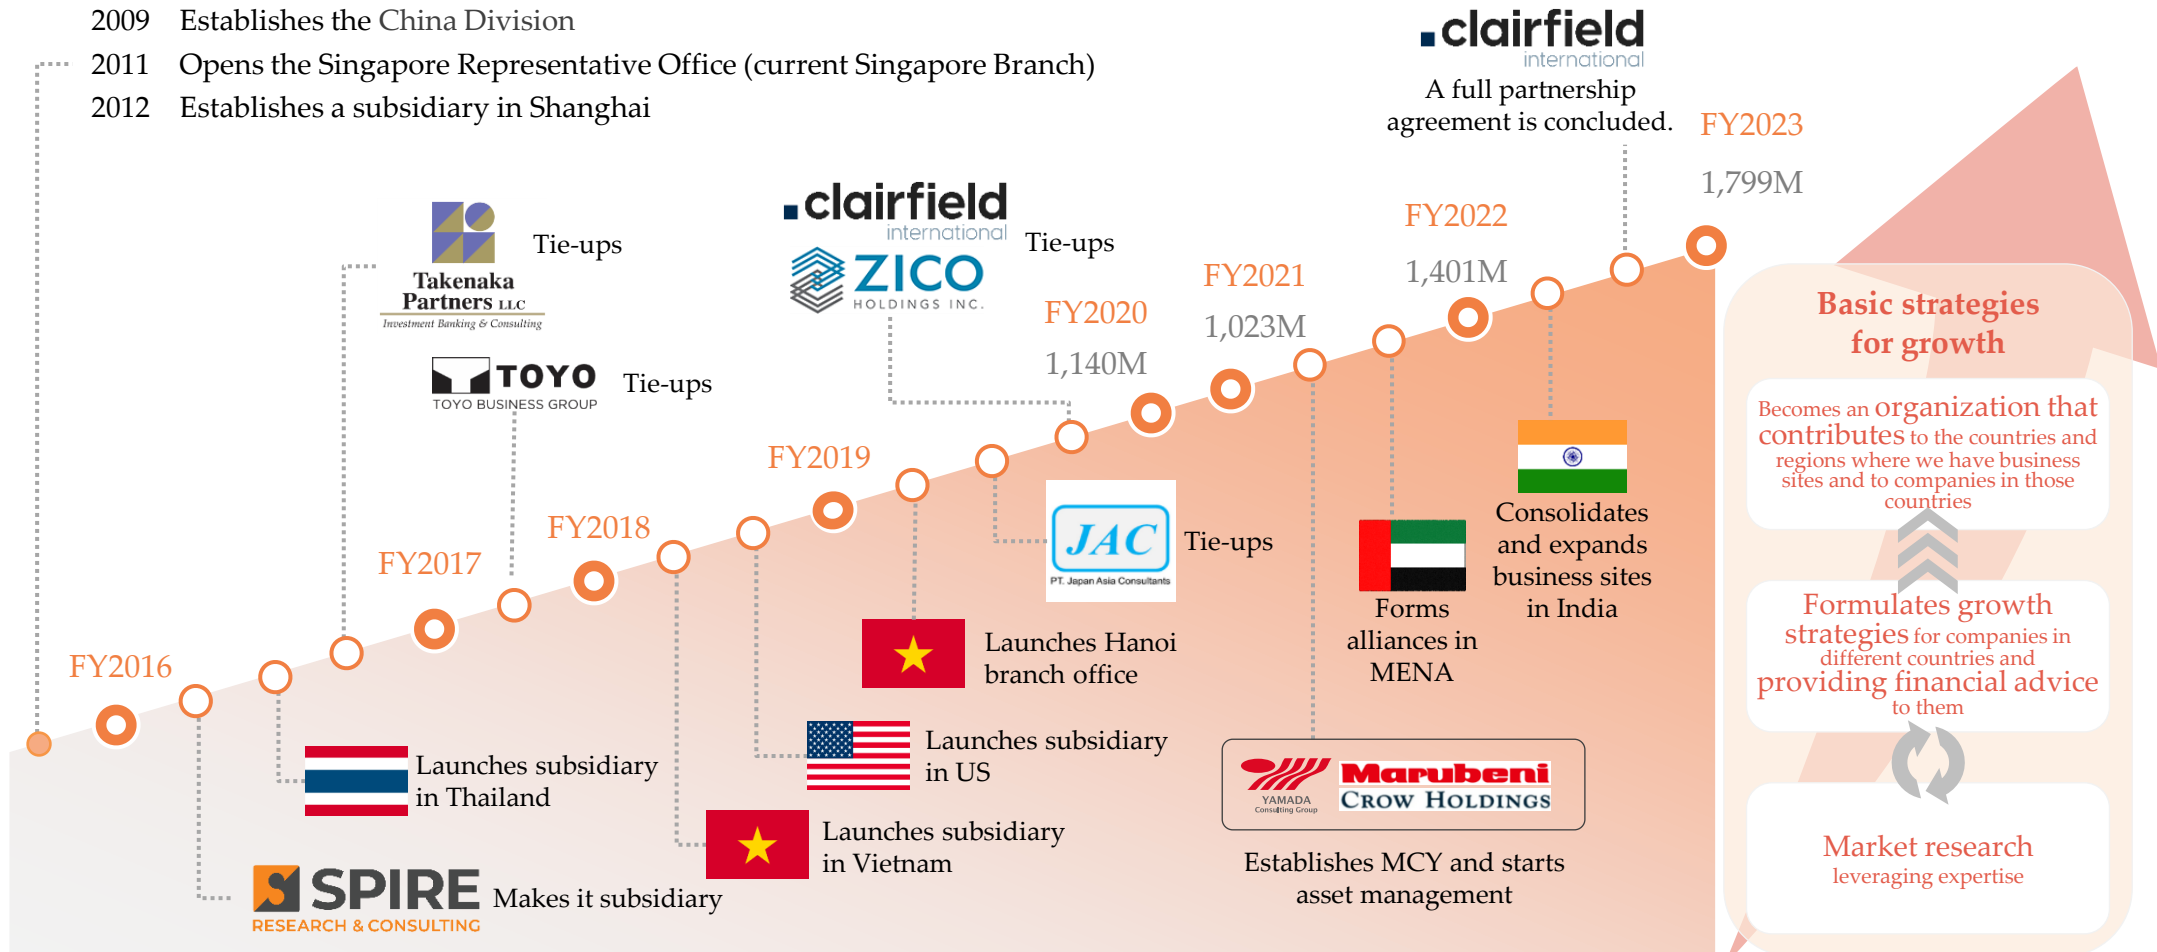 2009 Establishes the China Division
2011 Opens the Singapore Representative Office (current Singapore Branch)
2012 Establishes a subsidiary in Shanghai
clairfield
international
A full partnership
agreement is concluded.
FY2023
1,799M
Takenaka
Partners LLC
Investment Banking & Consulting
Tie-ups
TOYO
TOYO BUSINESS GROUP
Tie-ups
clairfield
international
ZICO
HOLDINGS INC.
Tie-ups
FY2020
1,140M
FY2021
1,023M
FY2022
1,401M
FY2019
FY2018
FY2017
FY2016
JAC
PT. Japan Asia Consultants
Tie-ups
Consolidates
and expands
business sites
in India
Forms
alliances in
MENA
Launches Hanoi
branch office
Launches subsidiary
in US
Launches subsidiary
in Thailand
Launches subsidiary
in Vietnam
SPIRE
RESEARCH & CONSULTING
Makes it subsidiary
YAMADA
Consulting Group
Marubeni
CROW HOLDINGS
Establishes MCY and starts
asset management
Basic strategies
for growth
Becomes an organization that
contributes to the countries and
regions where we have business
sites and to companies in those
countries
Formulates growth
strategies for companies in
different countries and
providing financial advice
to them
Market research
leveraging expertise